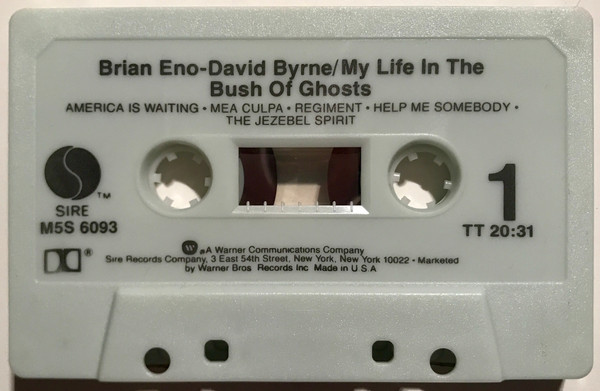 Brian Eno-David Byrne/My Life In The
Bush Of Ghosts
AMERICA IS WAITING • MEA CULPA • REGIMENT • HELP ME SOMEBODY •
THE JEZEBEL SPIRIT
S
TM
SIRE
M5S 6093
1
TT 20:31
®
W ® A Warner Communications Company
Sire Records Company, 3 East 54th Street, New York, New York 10022 • Marketed
by Warner Bros Records Inc Made in U.S.A